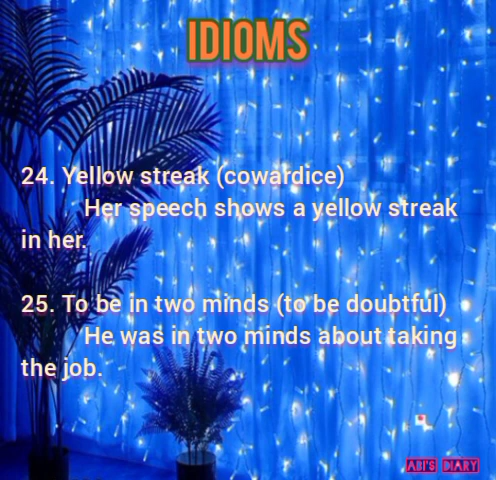 IDIOMS
24. Yellow streak (cowardice)
Her speech shows a yellow streak
in her.
25. To be in two minds (to be doubtful)
He was in two minds about taking
the job.
ABI'S DIARY